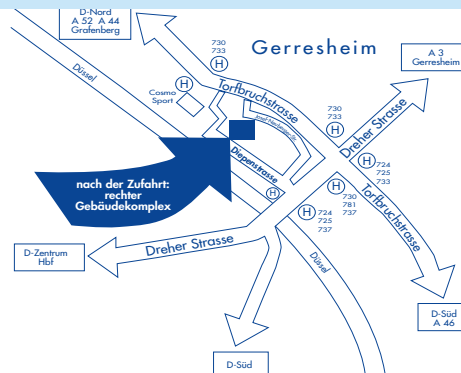 D-Nord
A 52 A 44
Grafenberg
730
733
H
Gerresheim
A 3
Gerresheim
Düssel
H
Cosmo
Sport
Torfbruchstrasse
730
733
H
Dreher Strasse
Diepenstrasse
H
724
725
733
nach der Zufahrt:
rechter
Gebäudekomplex
H
H
730
781
737
Torfbruchstrasse
H
724
725
737
Dreher Strasse
D-Zentrum
Hbf
Düssel
D-Süd
A 46
D-Süd